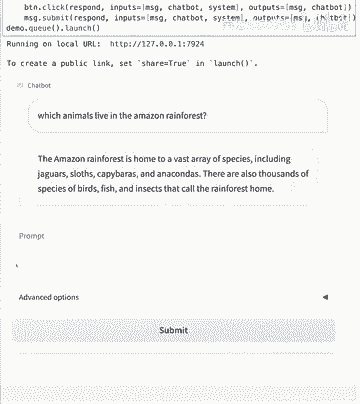 btn.click(respond, inputs=[msg, chatbot, system], outputs=[msg, chatbot])
msg.submit(respond, inputs=[msg, chatbot, system], outputs=[msg,
demo.queue().launch()
Running on local URL: http://127.0.0.1:7924
To create a public link, set `share=True` in `launch()`.
Chatbot
which animals live in the amazon rainforest?
The Amazon rainforest is home to a vast array of species, including
jaguars, sloths, capybaras, and anacondas. There are also thousands of
species of birds, fish, and insects that call the rainforest home.
Prompt
Advanced options
Submit